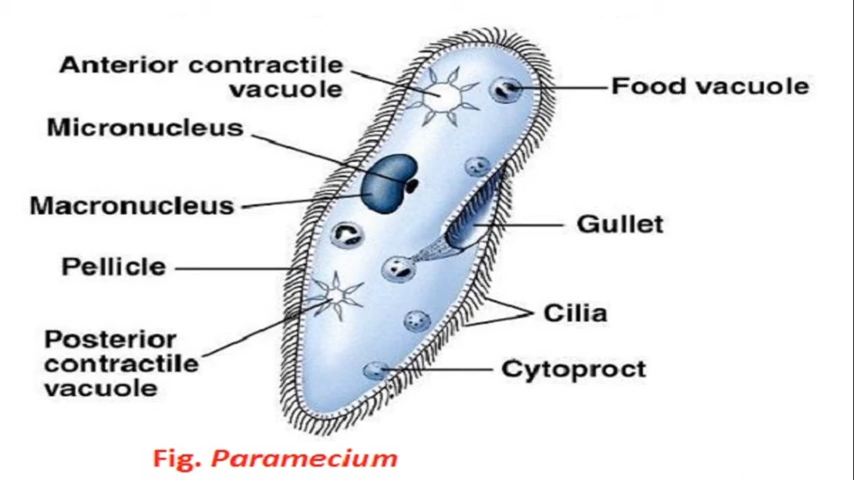 Anterior contractile
vacuole
Food vacuole
Micronucleus
Macronucleus
Gullet
Pellicle
Cilia
Posterior
contractile
vacuole
Cytoproct
Fig. Paramecium